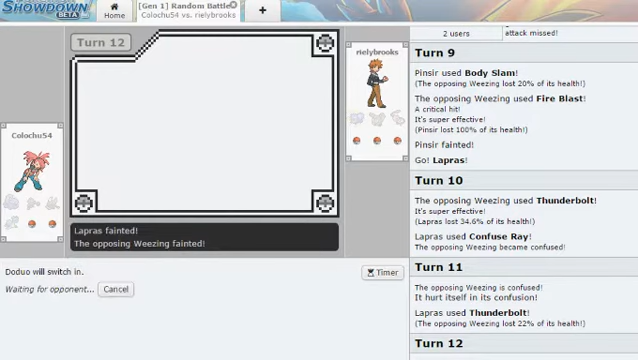 SHOWDOWN
BETA
Home
[Gen 1] Random Battle
Colochu54 vs. rielybrooks
+
2 users
attack missed!
Turn 12
rielybrooks
Colochu54
Lapras fainted!
The opposing Weezing fainted!
Doduo will switch in.
Timer
Waiting for opponent...
Cancel
Turn 9
Pinsir used Body Slam!
(The opposing Weezing lost 20% of its health!)
The opposing Weezing used Fire Blast!
A critical hit!
It's super effective!
(Pinsir lost 100% of its health!)
Pinsir fainted!
Go! Lapras!
Turn 10
The opposing Weezing used Thunderbolt!
It's super effective!
(Lapras lost 34.6% of its health!)
Lapras used Confuse Ray!
The opposing Weezing became confused!
Turn 11
The opposing Weezing is confused!
It hurt itself in its confusion!
Lapras used Thunderbolt!
(The opposing Weezing lost 22% of its health!)
Turn 12